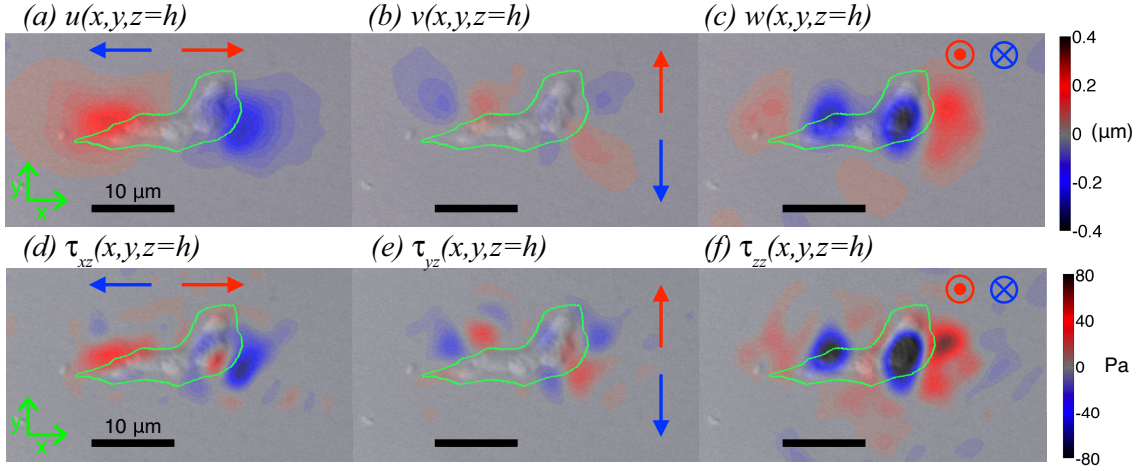 (a) u(x,y,z=h)
(b) v(x,y,z=h)
(c) w(x,y,z=h)
y
x
10 μm
0.4
0.2
0
-0.2
-0.4
(μm)
(d) τxz(x,y,z=h)
(e) τyz(x,y,z=h)
(f) τzz(x,y,z=h)
y
x
10 μm
80
40
0
-40
-80
Pa